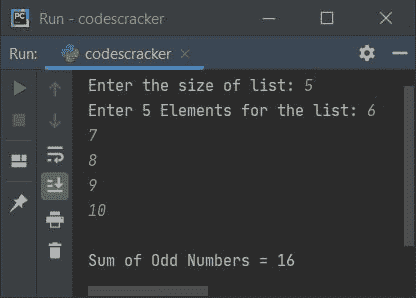 PC
Run - codescracker
Run: codescracker
Enter the size of list: 5
Enter 5 Elements for the list: 6
7
8
9
10
Sum of Odd Numbers = 16